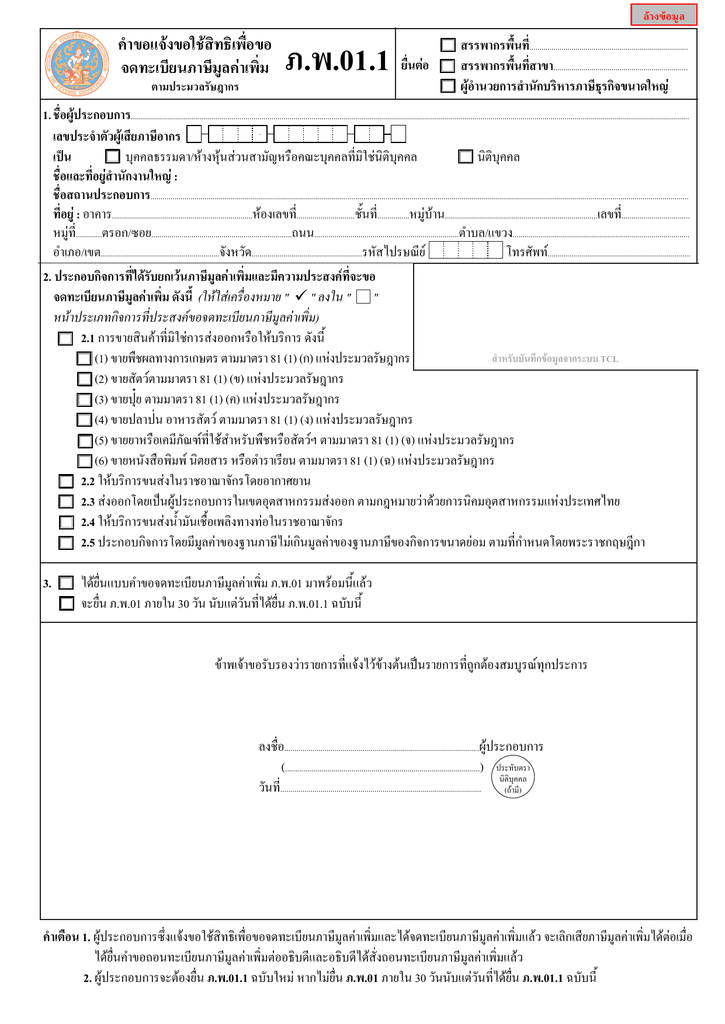 ล้างข้อมูล
คำขอแจ้งขอใช้สิทธิเพื่อขอ
จดทะเบียนภาษีมูลค่าเพิ่ม
ตามประมวลรัษฎากร
ภ.พ.01.1
ยื่นต่อ
สรรพากรพื้นที่
สรรพากรพื้นที่สาขา
ผู้อำนวยการสำนักบริหารภาษีธุรกิจขนาดใหญ่
1. ชื่อผู้ประกอบการ
เลขประจำตัวผู้เสียภาษีอากร
เป็น บุคคลธรรมดา/ห้างหุ้นส่วนสามัญหรือคณะบุคคลที่มิใช่นิติบุคคล นิติบุคคล
ชื่อและที่อยู่สำนักงานใหญ่ :
ชื่อสถานประกอบการ
ที่อยู่ : อาคาร ห้องเลขที่ ชั้นที่ หมู่บ้าน เลขที่
หมู่ที่ ตรอก/ซอย ถนน ตำบล/แขวง
อำเภอ/เขต จังหวัด รหัสไปรษณีย์ โทรศัพท์
2. ประกอบกิจการที่ได้รับยกเว้นภาษีมูลค่าเพิ่มและมีความประสงค์ที่จะขอ
จดทะเบียนภาษีมูลค่าเพิ่ม ดังนี้ (ให้ใส่เครื่องหมาย " ✓ " ลงใน " □ "
หน้าประเภทกิจการที่ประสงค์ขอจดทะเบียนภาษีมูลค่าเพิ่ม)
2.1 การขายสินค้าที่มิใช่การส่งออกหรือให้บริการ ดังนี้
(1) ขายพืชผลทางการเกษตร ตามมาตรา 81 (1) (ก) แห่งประมวลรัษฎากร
สำหรับบันทึกข้อมูลจากระบบ TCL
(2) ขายสัตว์ตามมาตรา 81 (1) (ข) แห่งประมวลรัษฎากร
(3) ขายปุ๋ย ตามมาตรา 81 (1) (ค) แห่งประมวลรัษฎากร
(4) ขายปลาป่น อาหารสัตว์ ตามมาตรา 81 (1) (ง) แห่งประมวลรัษฎากร
(5) ขายยาหรือเคมีภัณฑ์ที่ใช้สำหรับพืชหรือสัตว์ฯ ตามมาตรา 81 (1) (จ) แห่งประมวลรัษฎากร
(6) ขายหนังสือพิมพ์ นิตยสาร หรือตำราเรียน ตามมาตรา 81 (1) (ฉ) แห่งประมวลรัษฎากร
2.2 ให้บริการขนส่งในราชอาณาจักรโดยอากาศยาน
2.3 ส่งออกโดยเป็นผู้ประกอบการในเขตอุตสาหกรรมส่งออก ตามกฎหมายว่าด้วยการนิคมอุตสาหกรรมแห่งประเทศไทย
2.4 ให้บริการขนส่งน้ำมันเชื้อเพลิงทางท่อในราชอาณาจักร
2.5 ประกอบกิจการโดยมีมูลค่าของฐานภาษีไม่เกินมูลค่าของฐานภาษีของกิจการขนาดย่อม ตามที่กำหนดโดยพระราชกฤษฎีกา
3. ได้ยื่นแบบคำขอจดทะเบียนภาษีมูลค่าเพิ่ม ภ.พ.01 มาพร้อมนี้แล้ว
จะยื่น ภ.พ.01 ภายใน 30 วัน นับแต่วันที่ได้ยื่น ภ.พ.01.1 ฉบับนี้
ข้าพเจ้าขอรับรองว่ารายการที่แจ้งไว้ข้างต้นเป็นรายการที่ถูกต้องสมบูรณ์ทุกประการ
ลงชื่อ ผู้ประกอบการ
( )
วันที่
ประทับตรา
นิติบุคคล
(ถ้ามี)
คำเตือน 1. ผู้ประกอบการซึ่งแจ้งขอใช้สิทธิเพื่อขอจดทะเบียนภาษีมูลค่าเพิ่มและได้จดทะเบียนภาษีมูลค่าเพิ่มแล้ว จะเลิกเสียภาษีมูลค่าเพิ่มได้ต่อเมื่อ
ได้ยื่นคำขอถอนทะเบียนภาษีมูลค่าเพิ่มต่ออธิบดีและอธิบดีได้สั่งถอนทะเบียนภาษีมูลค่าเพิ่มแล้ว
2. ผู้ประกอบการจะต้องยื่น ภ.พ.01.1 ฉบับใหม่ หากไม่ยื่น ภ.พ.01 ภายใน 30 วันนับแต่วันที่ได้ยื่น ภ.พ.01.1 ฉบับนี้